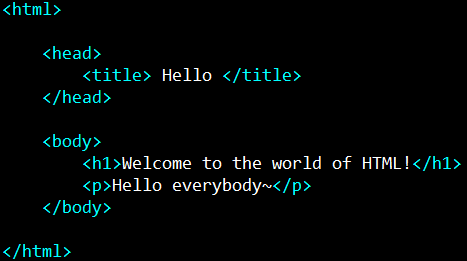 <html>
<head>
<title> Hello </title>
</head>
<body>
<h1>Welcome to the world of HTML!</h1>
<p>Hello everybody~</p>
</body>
</html>